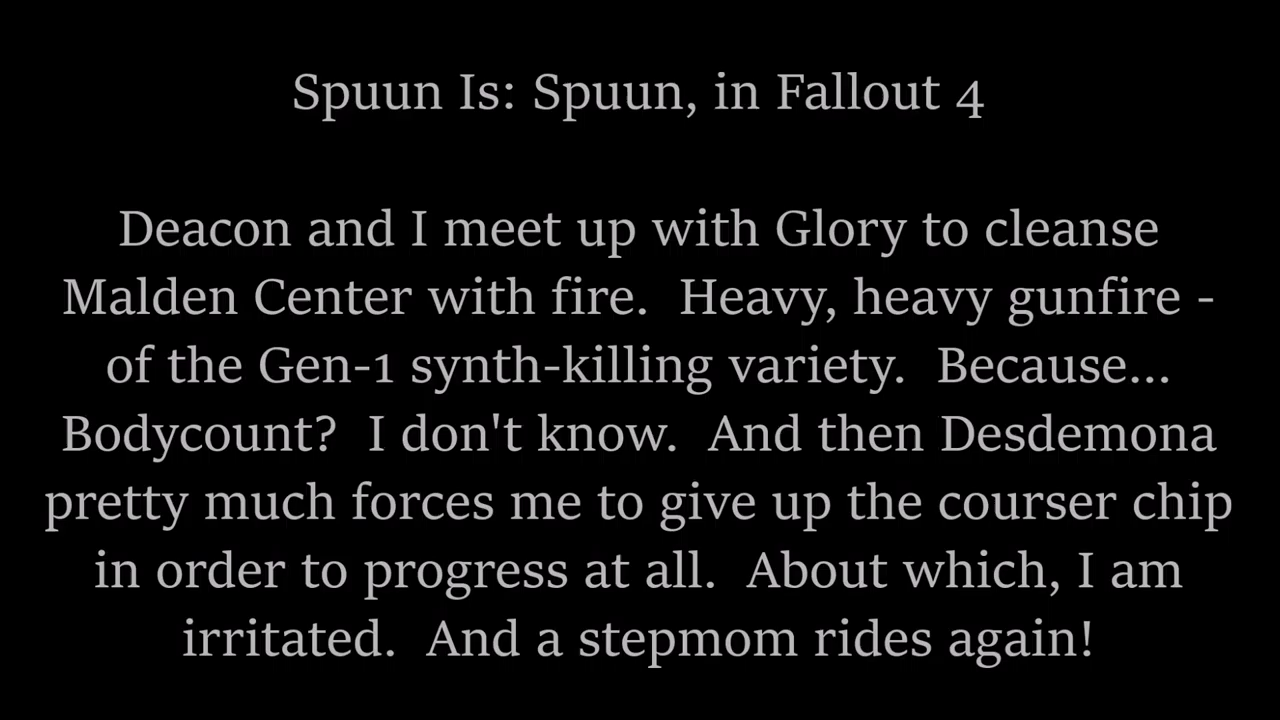 Spuun Is: Spuun, in Fallout 4
Deacon and I meet up with Glory to cleanse
Malden Center with fire.  Heavy, heavy gunfire -
of the Gen-1 synth-killing variety.  Because...
Bodycount?  I don't know.  And then Desdemona
pretty much forces me to give up the courser chip
in order to progress at all.  About which, I am
irritated.  And a stepmom rides again!